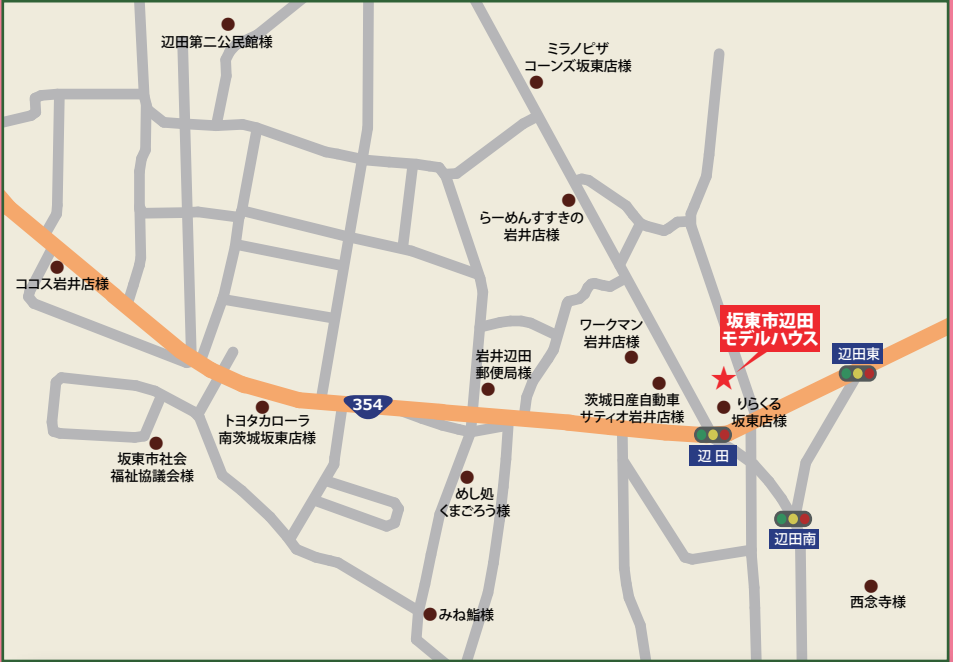 辺田第二公民館様
ミラノピザ
コーンズ坂東店様
らーめんすすきの
岩井店様
ココス岩井店様
坂東市辺田
モデルハウス
ワークマン
岩井店様
辺田東
岩井辺田
郵便局様
茨城日産自動車
サティオ岩井店様
りらくる
坂東店様
354
トヨタカローラ
南茨城坂東店様
辺田
坂東市社会
福祉協議会様
めし処
くまごろう様
辺田南
西念寺様
みね鮨様